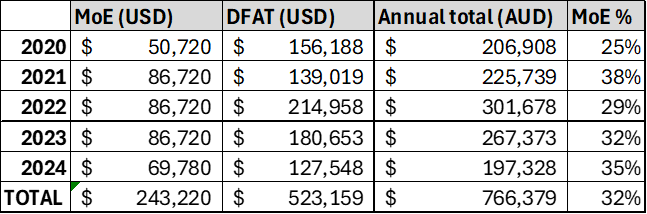 MoE (USD) DFAT (USD) Annual total (AUD) MoE %
2020 $ 50,720 $ 156,188 $ 206,908 25%
2021 $ 86,720 $ 139,019 $ 225,739 38%
2022 $ 86,720 $ 214,958 $ 301,678 29%
2023 $ 86,720 $ 180,653 $ 267,373 32%
2024 $ 69,780 $ 127,548 $ 197,328 35%
TOTAL $ 243,220 $ 523,159 $ 766,379 32%